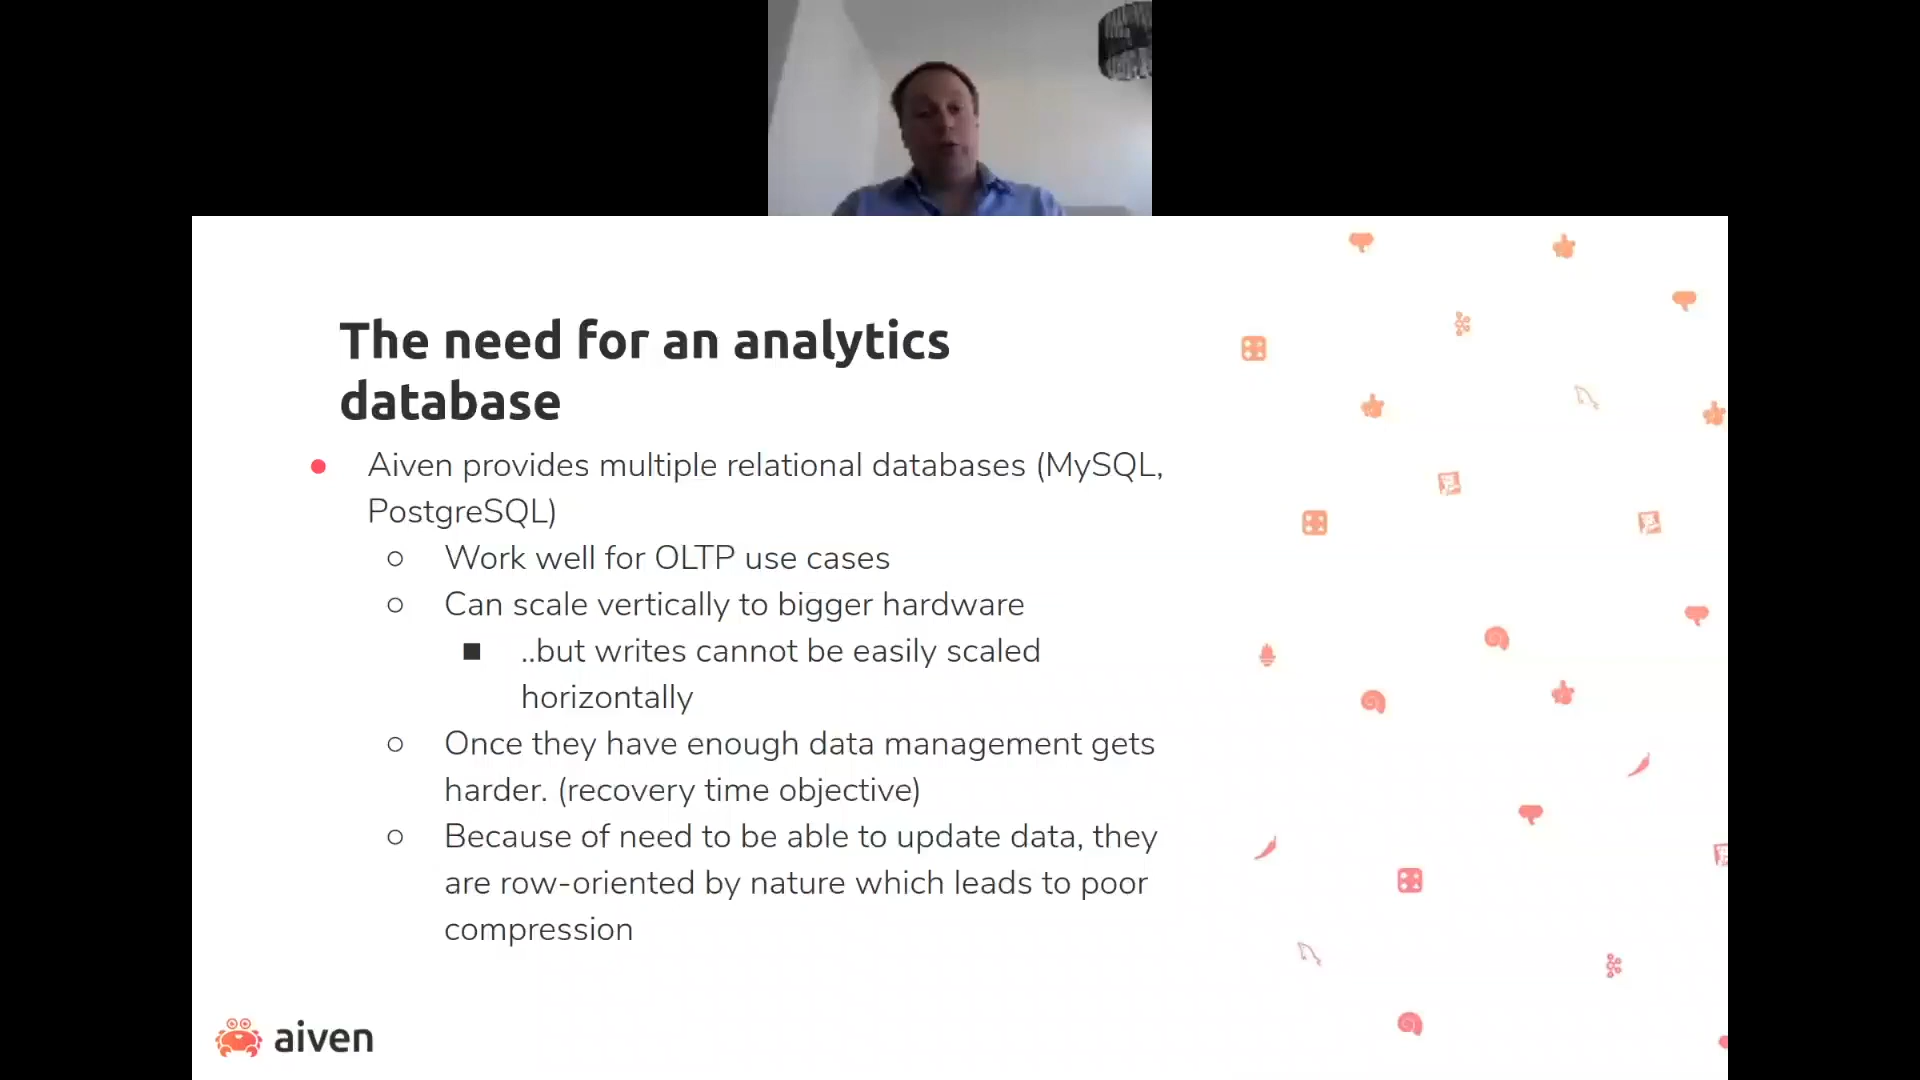 The need for an analytics
database
● Aiven provides multiple relational databases (MySQL,
PostgreSQL)
○ Work well for OLTP use cases
○ Can scale vertically to bigger hardware
■ ..but writes cannot be easily scaled
horizontally
○ Once they have enough data management gets
harder. (recovery time objective)
○ Because of need to be able to update data, they
are row-oriented by nature which leads to poor
compression
aiven